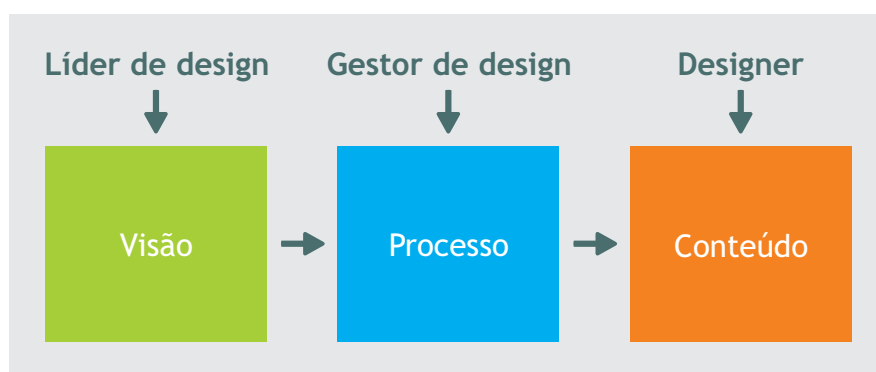 Líder de design
Gestor de design
Designer
Visão
Processo
Conteúdo